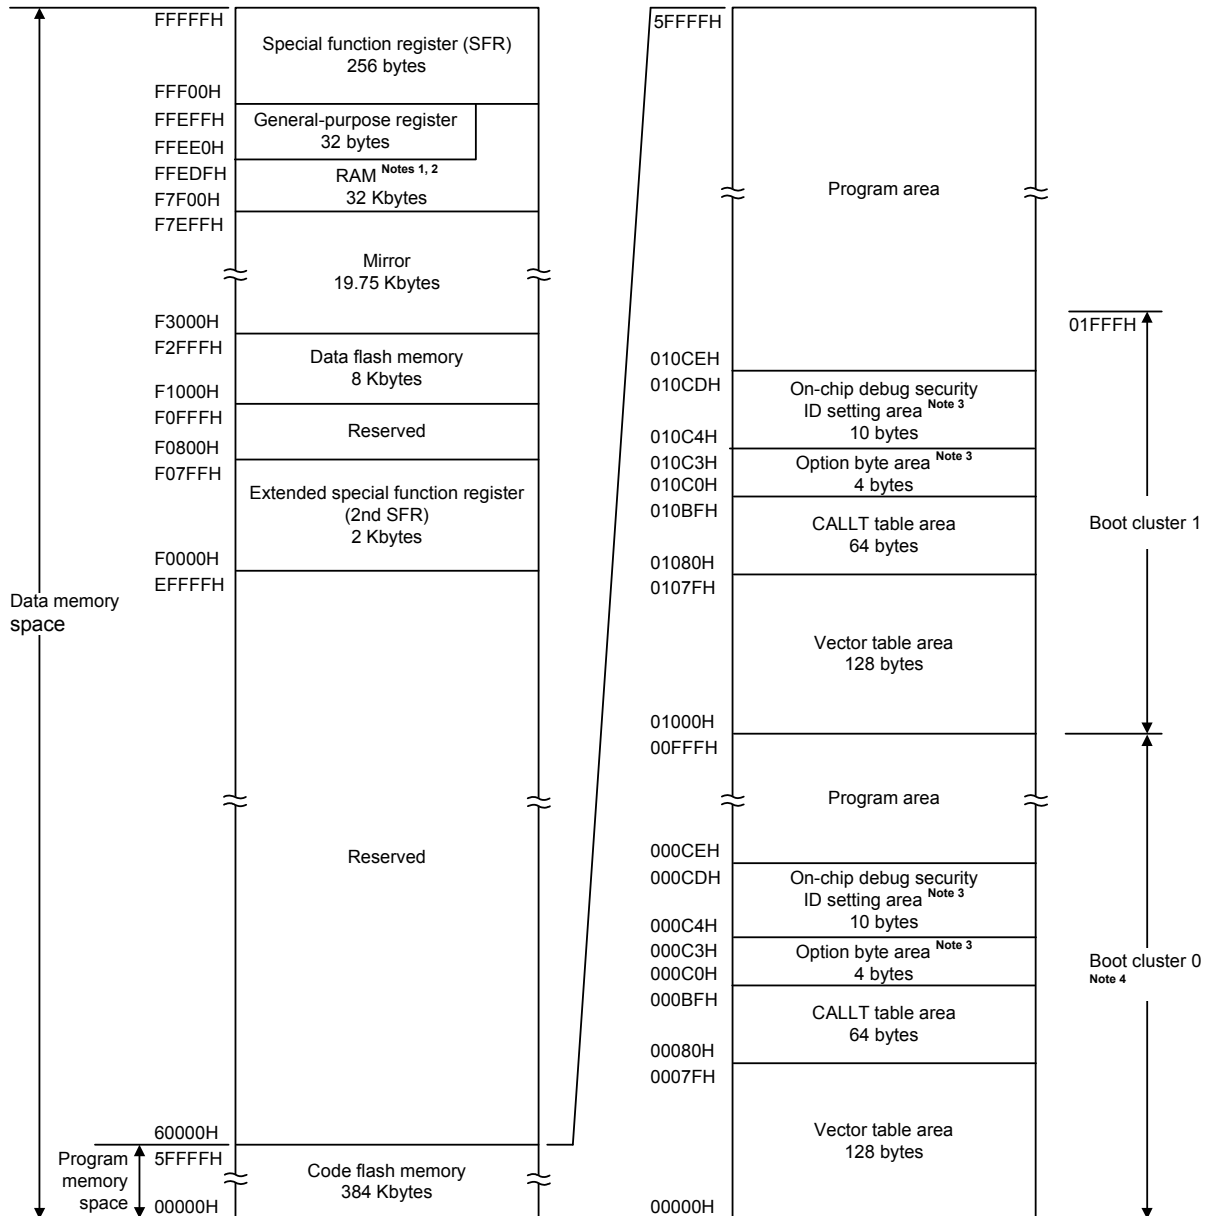 FFFFFH
Special function register (SFR)
256 bytes
FFF00H
FFEFFH
General-purpose register
32 bytes
FFEE0H
FFEDFH
RAM Notes 1, 2
32 Kbytes
F7F00H
F7EFFH
Mirror
19.75 Kbytes
F3000H
F2FFFH
Data flash memory
8 Kbytes
F1000H
F0FFFH
Reserved
F0800H
F07FFH
Extended special function register
(2nd SFR)
2 Kbytes
F0000H
EFFFFH
Data memory
space
Reserved
60000H
Program
memory
space
5FFFFH
Code flash memory
384 Kbytes
00000H
5FFFFH
Program area
01FFFH
010CEH
010CDH
On-chip debug security
ID setting area Note 3
10 bytes
010C4H
010C3H
Option byte area Note 3
4 bytes
010C0H
010BFH
CALLT table area
64 bytes
01080H
0107FH
Boot cluster 1
Vector table area
128 bytes
01000H
00FFFH
Program area
000CEH
000CDH
On-chip debug security
ID setting area Note 3
10 bytes
000C4H
000C3H
Option byte area Note 3
4 bytes
000C0H
000BFH
Boot cluster 0
Note 4
CALLT table area
64 bytes
00080H
0007FH
Vector table area
128 bytes
00000H